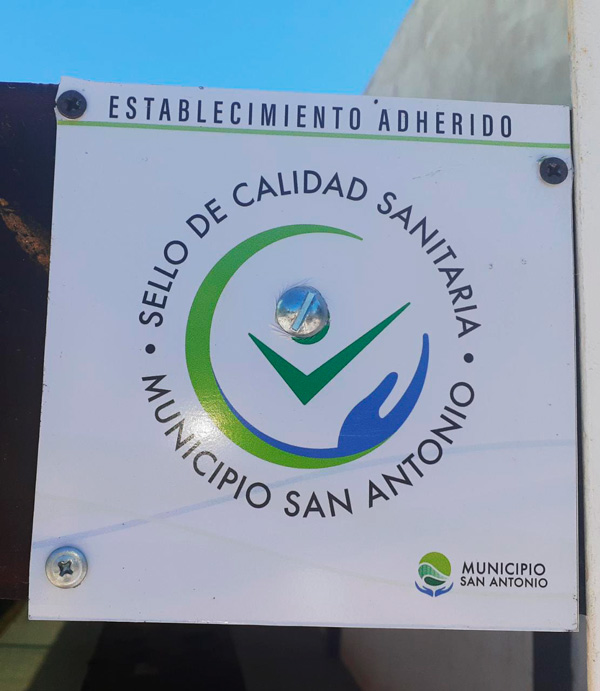 ESTABLECIMIENTO ADHERIDO
• SELLO DE CALIDAD SANITARIA •
MUNICIPIO SAN ANTONIO
MUNICIPIO
SAN ANTONIO